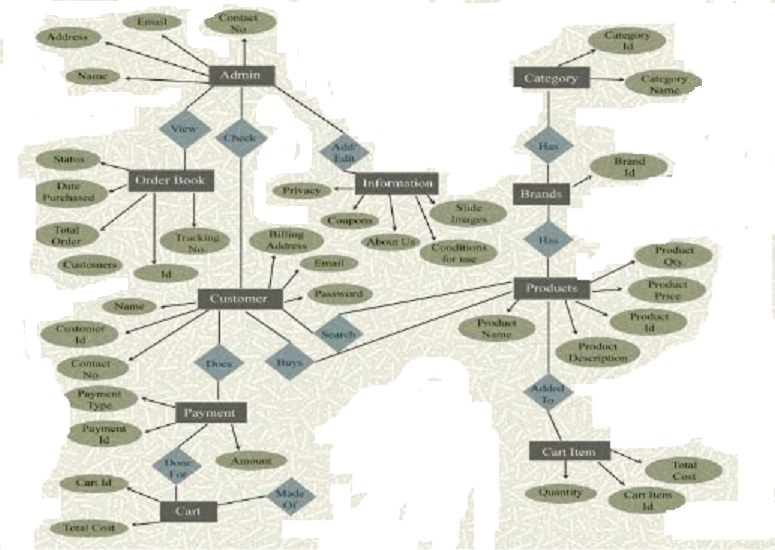 Contact
No
Email
Address
Name
Admin
Category
Id
Category
Category
Name
View
Check
Add/
Edit
Has
Status
Order Book
Date
Purchased
Total
Order
Customers
Id
Tracking
No.
Privacy
Information
Coupons
About Us
Slide
Images
Conditions
for use
Brand
Id
Brands
Has
Billing
Address
Email
Password
Customer
Name
Customer
Id
Contact
No
Search
Buys
Does
Products
Product
Qty.
Product
Price
Product
Id
Product
Name
Product
Description
Payment
Type
Payment
Id
Payment
Amount
Done
For
Cart Id
Cart
Made
Of
Total Cost
Added
To
Cart Item
Quantity
Cart Item
Id
Total
Cost